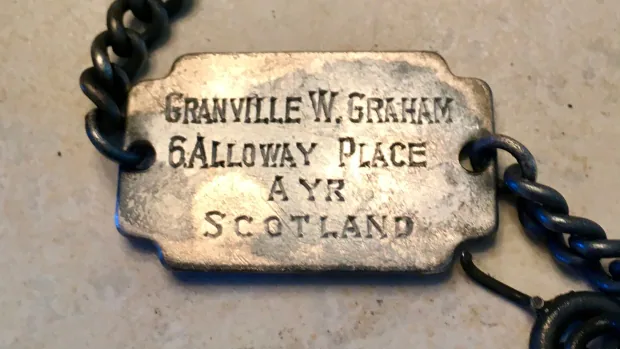 GRANVILLE W. GRAHAM
6. ALLOWAY PLACE
AYR
SCOTLAND